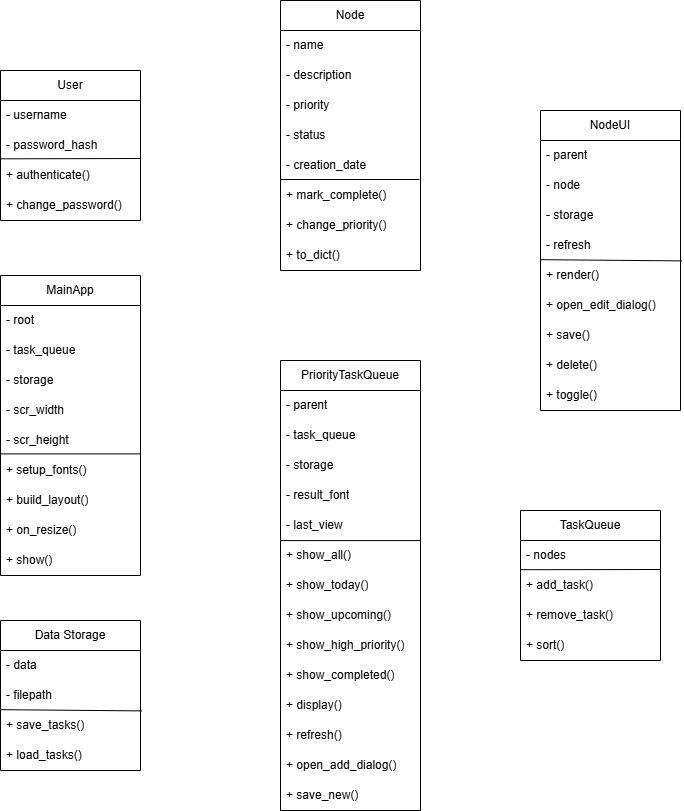 User
- username
- password_hash
+ authenticate()
+ change_password()
MainApp
- root
- task_queue
- storage
- scr_width
- scr_height
+ setup_fonts()
+ build_layout()
+ on_resize()
+ show()
Data Storage
- data
- filepath
+ save_tasks()
+ load_tasks()
Node
- name
- description
- priority
- status
- creation_date
+ mark_complete()
+ change_priority()
+ to_dict()
PriorityTaskQueue
- parent
- task_queue
- storage
- result_font
- last_view
+ show_all()
+ show_today()
+ show_upcoming()
+ show_high_priority()
+ show_completed()
+ display()
+ refresh()
+ open_add_dialog()
+ save_new()
NodeUI
- parent
- node
- storage
- refresh
+ render()
+ open_edit_dialog()
+ save()
+ delete()
+ toggle()
TaskQueue
- nodes
+ add_task()
+ remove_task()
+ sort()